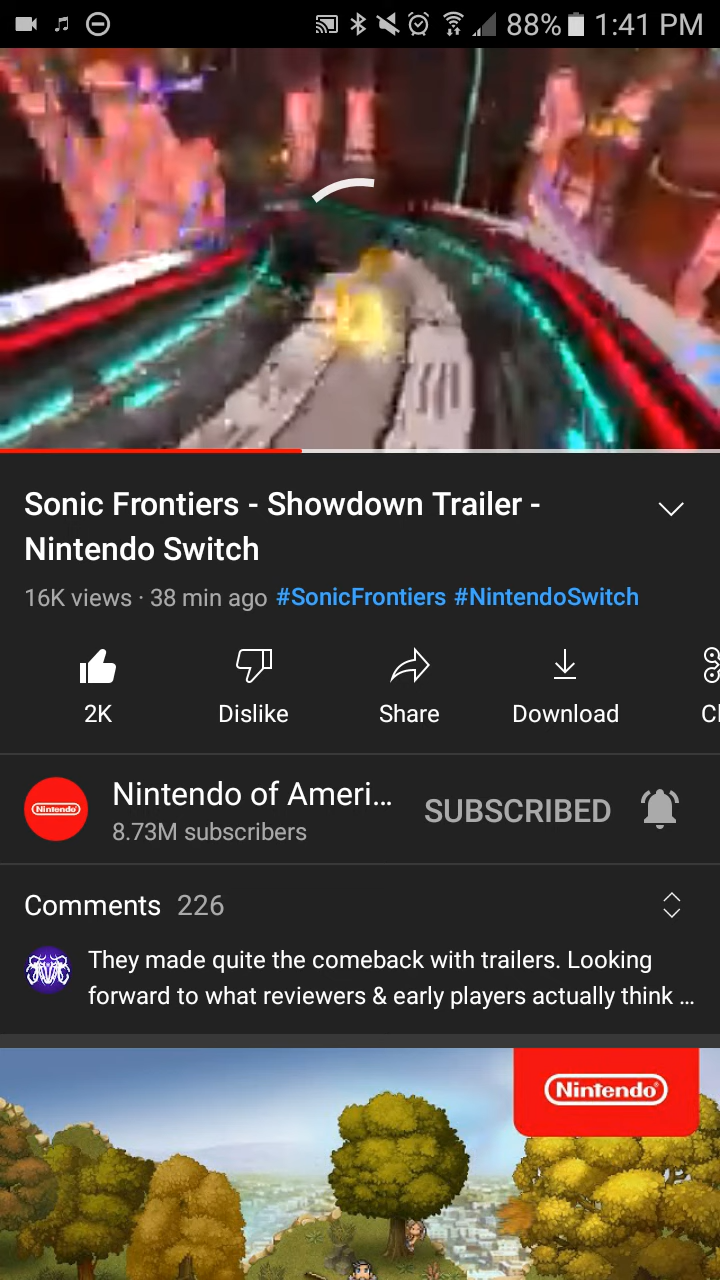 88% 1:41 PM
Sonic Frontiers - Showdown Trailer -
Nintendo Switch
16K views · 38 min ago #SonicFrontiers #NintendoSwitch
2K Dislike Share Download Cl
Nintendo
Nintendo of Ameri...
8.73M subscribers
SUBSCRIBED
Comments 226
They made quite the comeback with trailers. Looking
forward to what reviewers & early players actually think ...
Nintendo